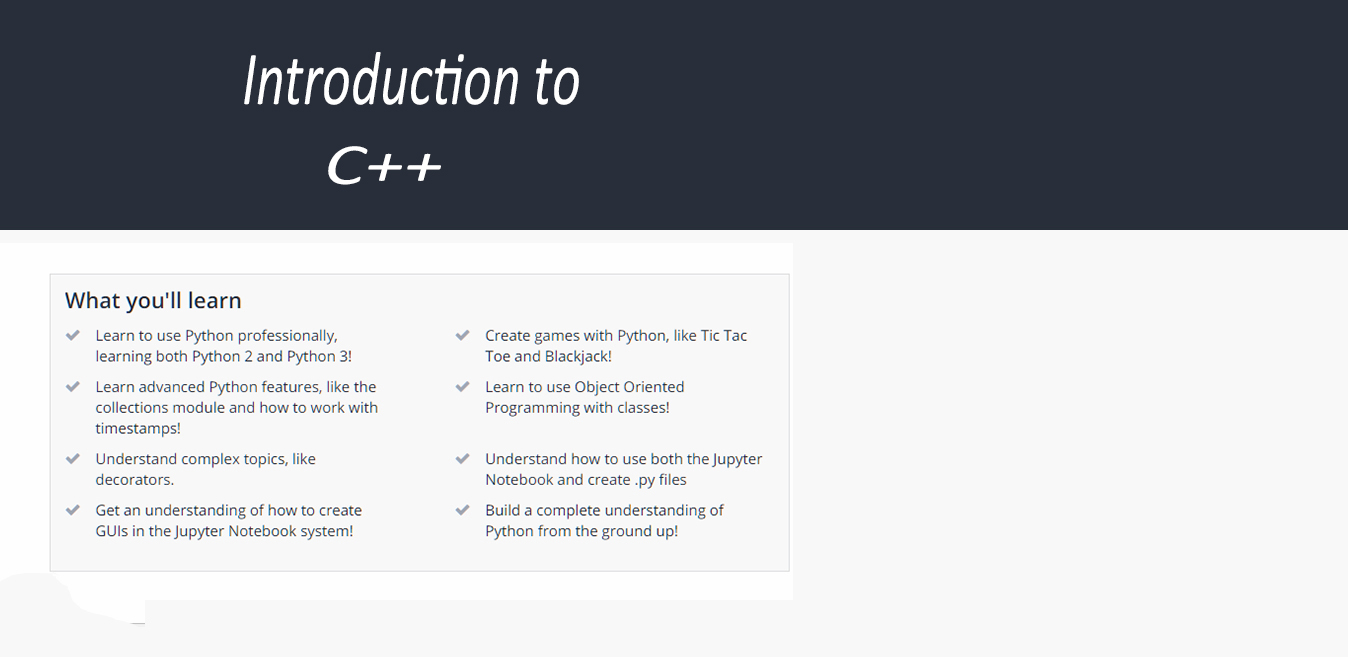 Introduction to
C++
What you'll learn
Learn to use Python professionally,
learning both Python 2 and Python 3!
Learn advanced Python features, like the
collections module and how to work with
timestamps!
Understand complex topics, like
decorators.
Get an understanding of how to create
GUIs in the Jupyter Notebook system!
Create games with Python, like Tic Tac
Toe and Blackjack!
Learn to use Object Oriented
Programming with classes!
Understand how to use both the Jupyter
Notebook and create .py files
Build a complete understanding of
Python from the ground up!